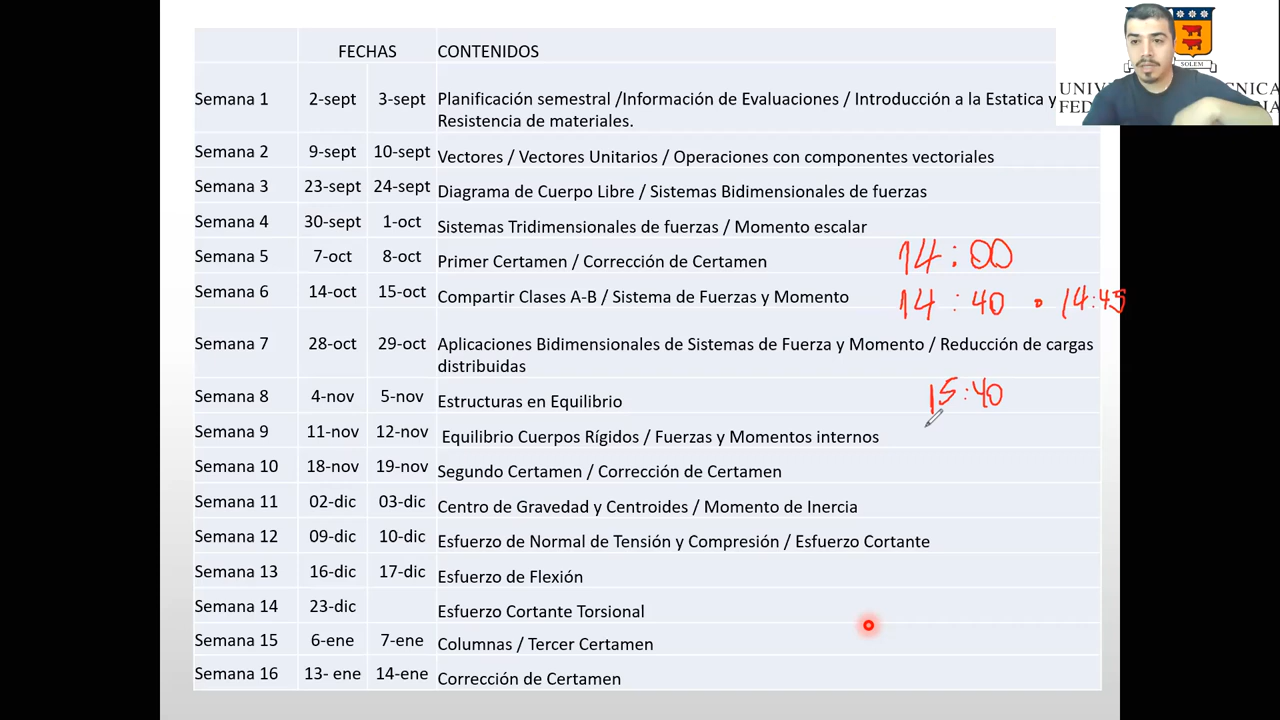 FECHAS CONTENIDOS
Semana 1 2-sept 3-sept Planificación semestral /Información de Evaluaciones / Introducción a la Estatica y
Resistencia de materiales.
Semana 2 9-sept 10-sept Vectores / Vectores Unitarios / Operaciones con componentes vectoriales
Semana 3 23-sept 24-sept Diagrama de Cuerpo Libre / Sistemas Bidimensionales de fuerzas
Semana 4 30-sept 1-oct Sistemas Tridimensionales de fuerzas / Momento escalar
Semana 5 7-oct 8-oct Primer Certamen / Corrección de Certamen 14:00
Semana 6 14-oct 15-oct Compartir Clases A-B / Sistema de Fuerzas y Momento 14:40 • 14:45
Semana 7 28-oct 29-oct Aplicaciones Bidimensionales de Sistemas de Fuerza y Momento / Reducción de cargas
distribuidas
Semana 8 4-nov 5-nov Estructuras en Equilibrio 15:40
Semana 9 11-nov 12-nov Equilibrio Cuerpos Rígidos / Fuerzas y Momentos internos
Semana 10 18-nov 19-nov Segundo Certamen / Corrección de Certamen
Semana 11 02-dic 03-dic Centro de Gravedad y Centroides / Momento de Inercia
Semana 12 09-dic 10-dic Esfuerzo de Normal de Tensión y Compresión / Esfuerzo Cortante
Semana 13 16-dic 17-dic Esfuerzo de Flexión
Semana 14 23-dic Esfuerzo Cortante Torsional
Semana 15 6-ene 7-ene Columnas / Tercer Certamen
Semana 16 13- ene 14-ene Corrección de Certamen
SOLEM